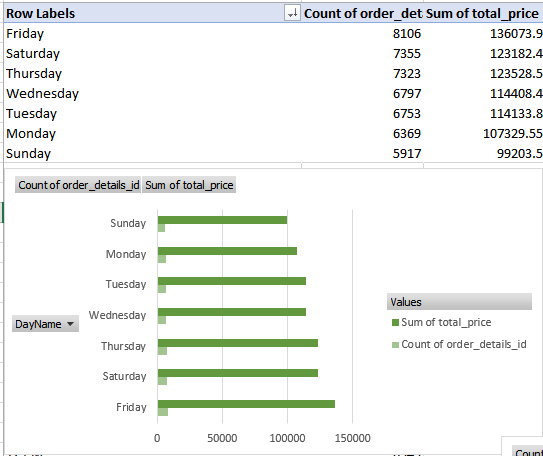 Row Labels Count of order_det Sum of total_price
Friday 8106 136073.9
Saturday 7355 123182.4
Thursday 7323 123528.5
Wednesday 6797 114408.4
Tuesday 6753 114133.8
Monday 6369 107329.55
Sunday 5917 99203.5
Count of order_details_id Sum of total_price
Sunday
Monday
Tuesday
Wednesday
Thursday
Saturday
Friday
DayName
0 50000 100000 150000
Values
Sum of total_price
Count of order_details_id
Count